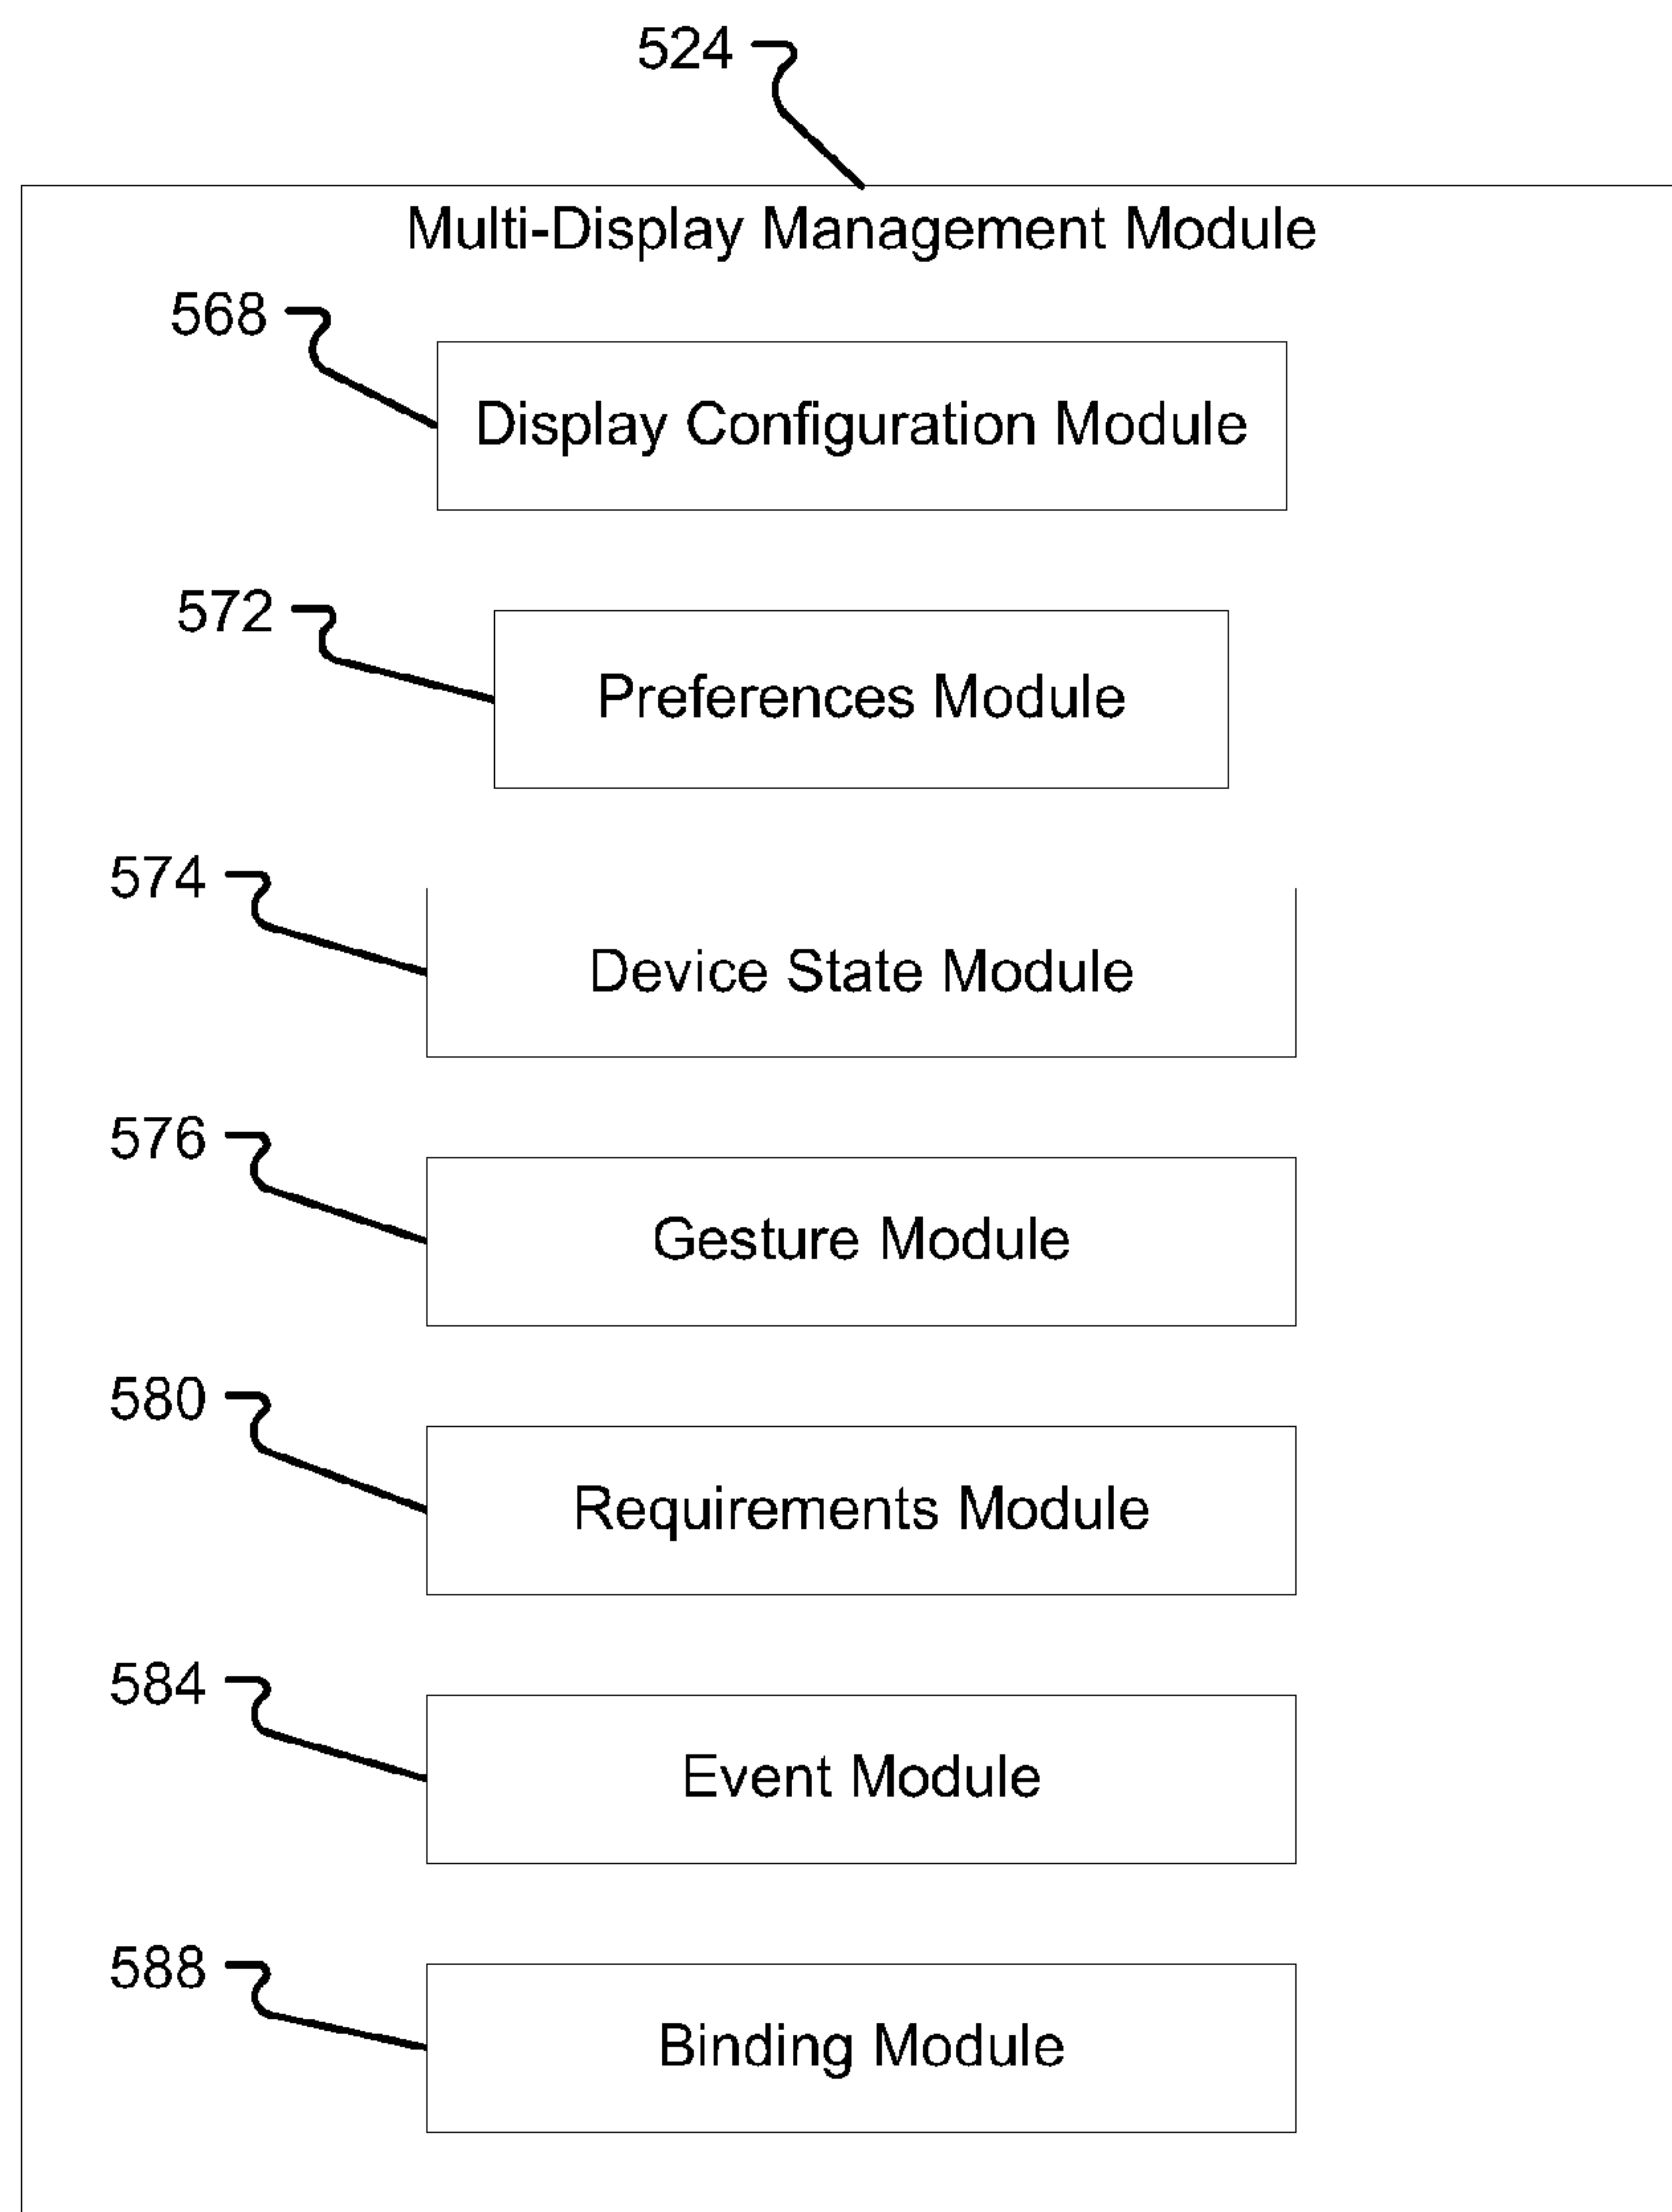 524
Multi-Display Management Module
568
Display Configuration Module
572
Preferences Module
574
Device State Module
576
Gesture Module
580
Requirements Module
584
Event Module
588
Binding Module